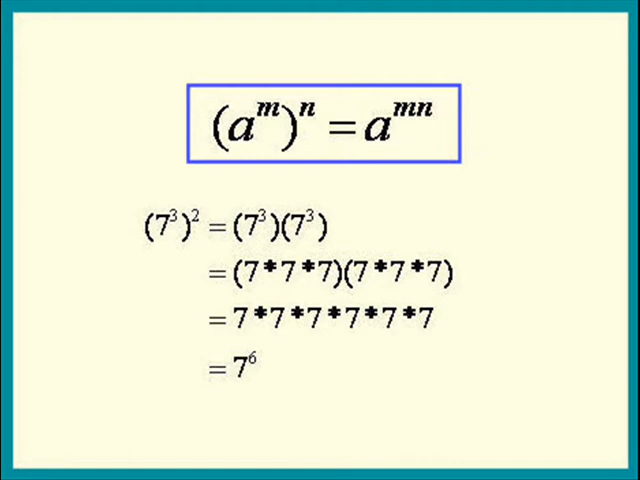 (a^m)^n = a^mn
(7^3)^2 = (7^3)(7^3)
= (7*7*7)(7*7*7)
= 7*7*7*7*7*7
= 7^6